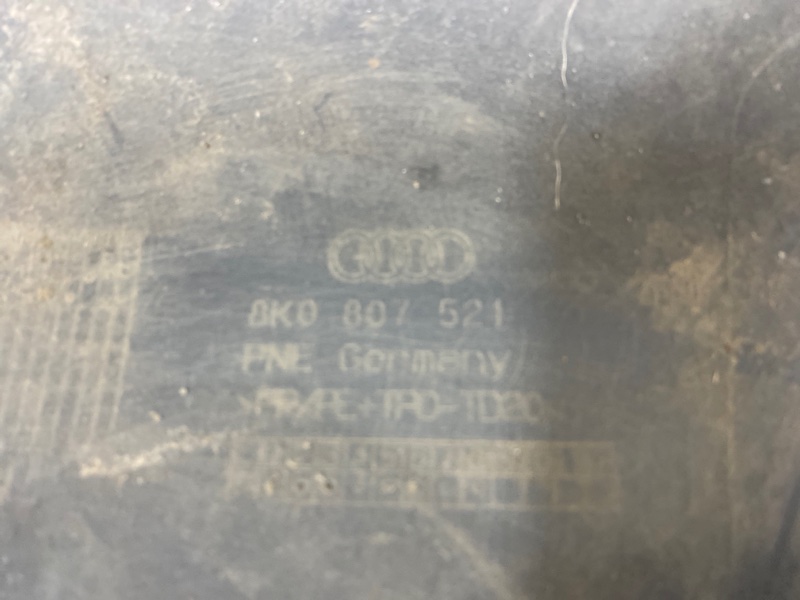 8K0 807 521
PNE Germany
>PP/PE+TPO-TD20<